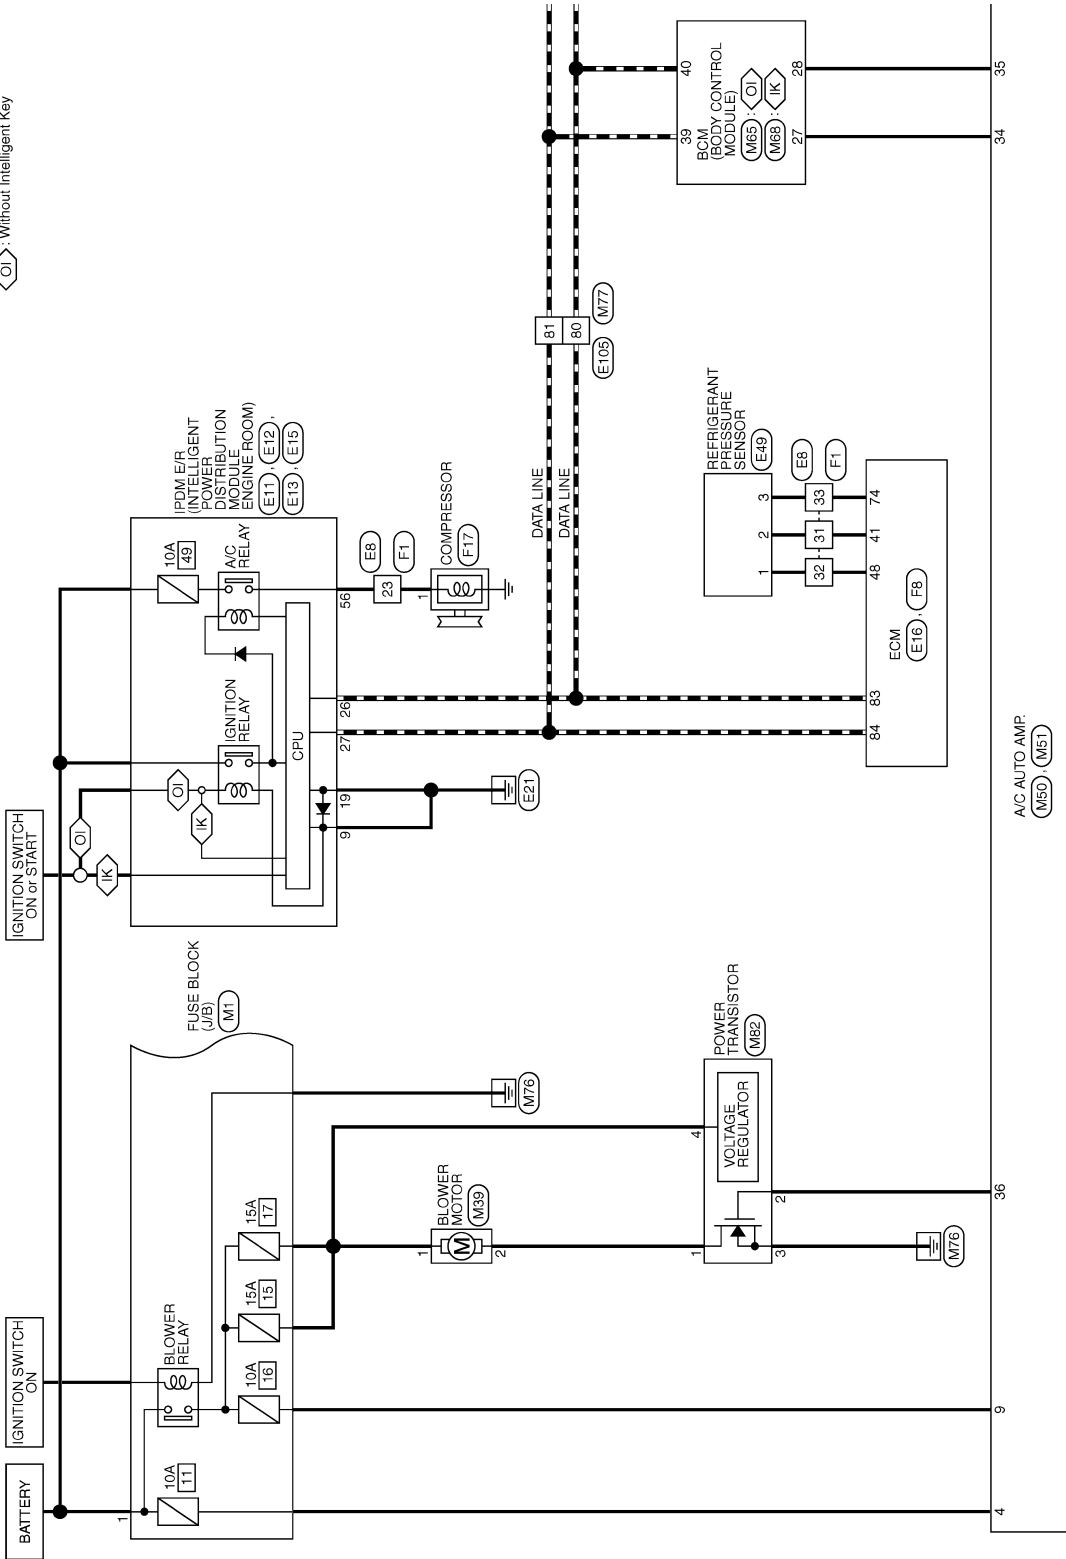 OI : Without Intelligent Key
BATTERY
IGNITION SWITCH
ON
IGNITION SWITCH
ON or START
1
10A
11
BLOWER
RELAY
10A
16
15A
15
15A
17
FUSE BLOCK
(J/B)
M1
M76
BLOWER
MOTOR
M39
1
M
2
POWER
TRANSISTOR
M82
VOLTAGE
REGULATOR
4
1
2
3
M76
OI
IK
OI
IK
IGNITION
RELAY
CPU
10A
49
A/C
RELAY
IPDM E/R
(INTELLIGENT
POWER
DISTRIBUTION
MODULE
ENGINE ROOM)
E11 , E12 ,
E13 , E15
9
19
27
26
56
E21
E8
23
F1
COMPRESSOR
F17
1
DATA LINE
DATA LINE
81
80
M77
E105
REFRIGERANT
PRESSURE
SENSOR
E49
1
2
3
E8
32
31
33
F1
48
41
74
ECM
E16 , F8
84
83
BCM
(BODY CONTROL
MODULE)
M65 : OI
M68 : IK
39
40
27
28
A/C AUTO AMP.
M50 , M51
4
9
36
34
35